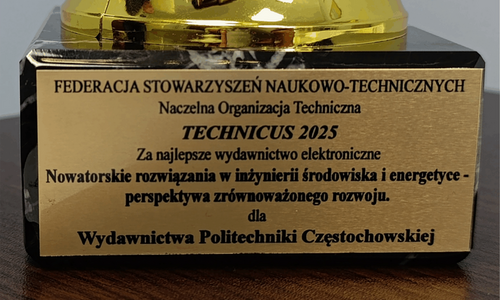 FEDERACJA STOWARZYSZEŃ NAUKOWO-TECHNICZNYCH
Naczelna Organizacja Techniczna
TECHNICUS 2025
Za najlepsze wydawnictwo elektroniczne
Nowatorskie rozwiązania w inżynierii środowiska i energetyce -
perspektywa zrównoważonego rozwoju.
dla
Wydawnictwa Politechniki Częstochowskiej